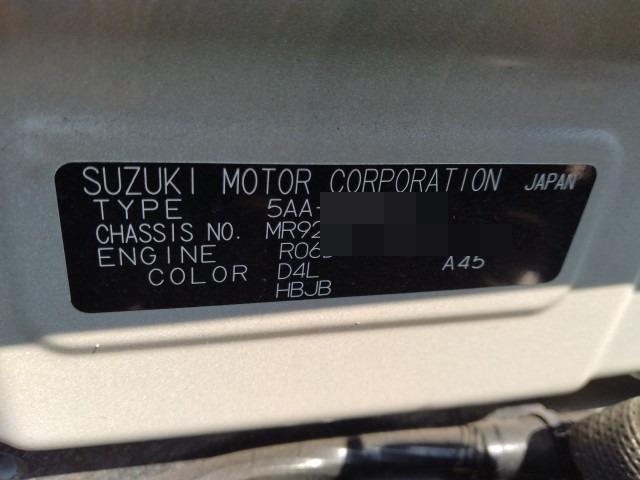 SUZUKI MOTOR CORPORATION JAPAN
TYPE 5AA-
CHASSIS NO. MR92
ENGINE R06 A45
COLOR D4L
HBJB